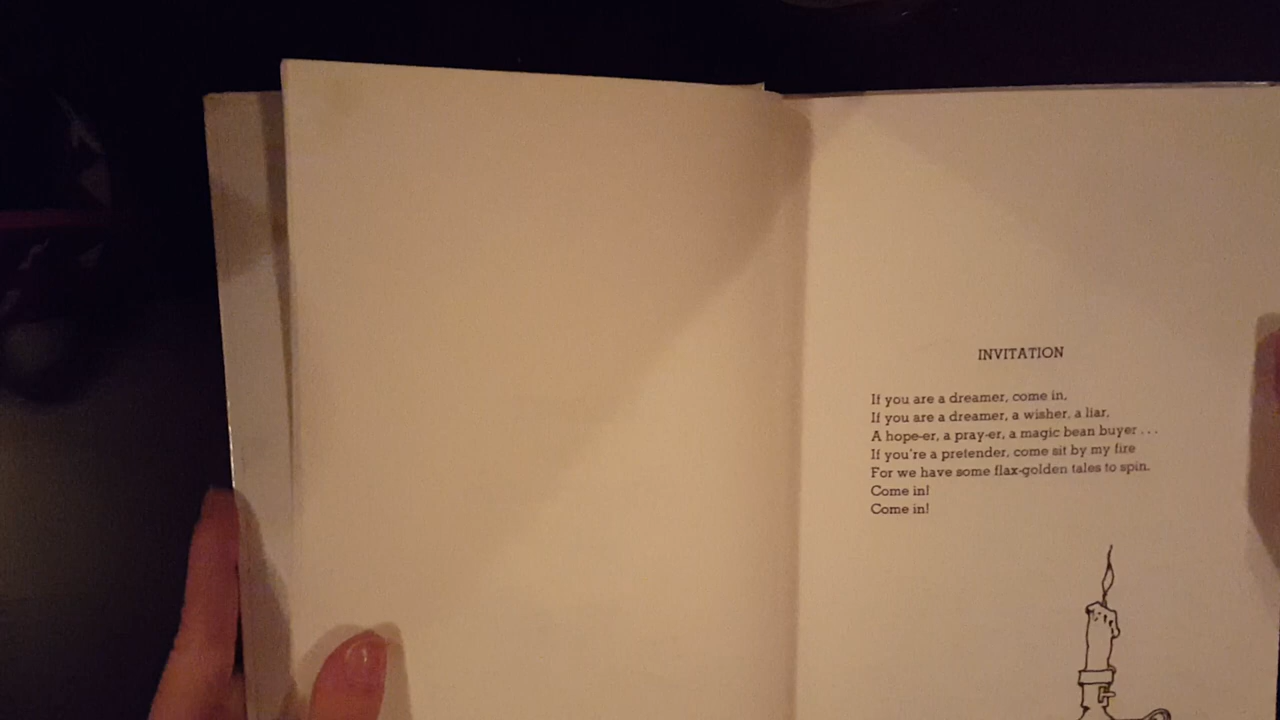 INVITATION
If you are a dreamer, come in,
If you are a dreamer, a wisher, a liar,
A hope-er, a pray-er, a magic bean buyer . . .
If you're a pretender, come sit by my fire
For we have some flax-golden tales to spin.
Come in!
Come in!